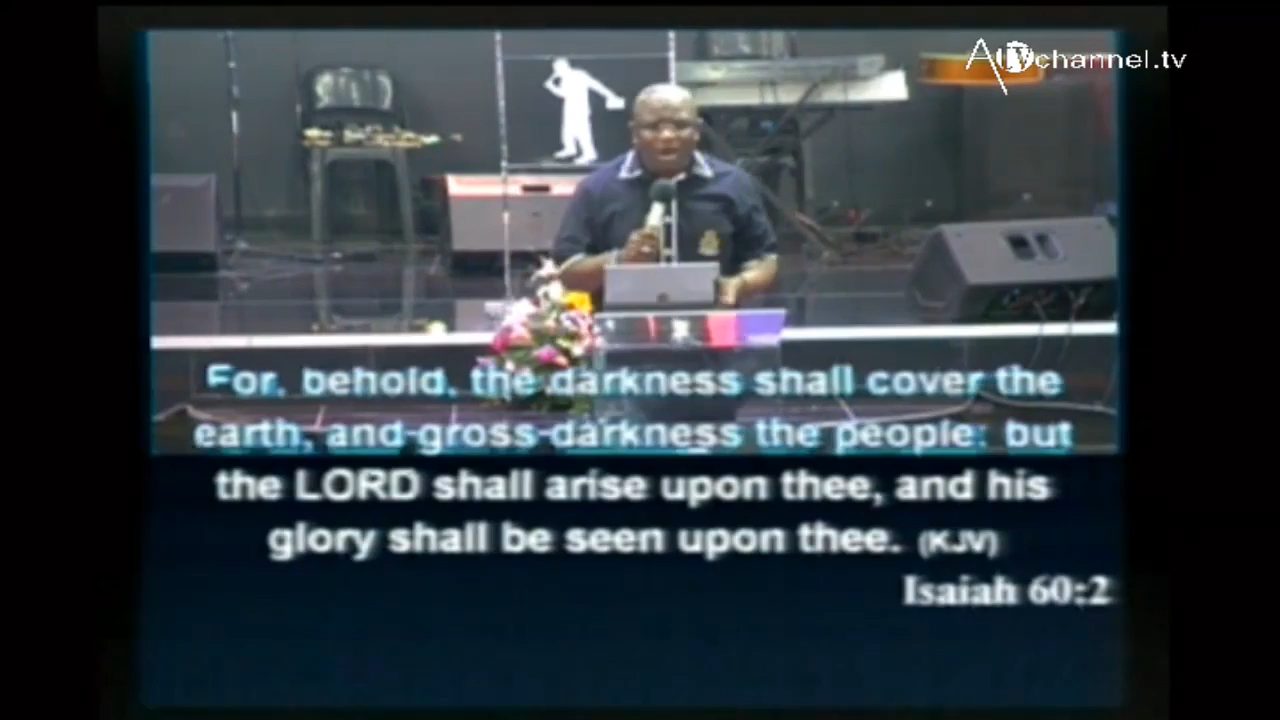 channel.tv
For, behold, the darkness shall cover the
earth, and gross darkness the people: but
the LORD shall arise upon thee, and his
glory shall be seen upon thee. (KJV)
Isaiah 60:2